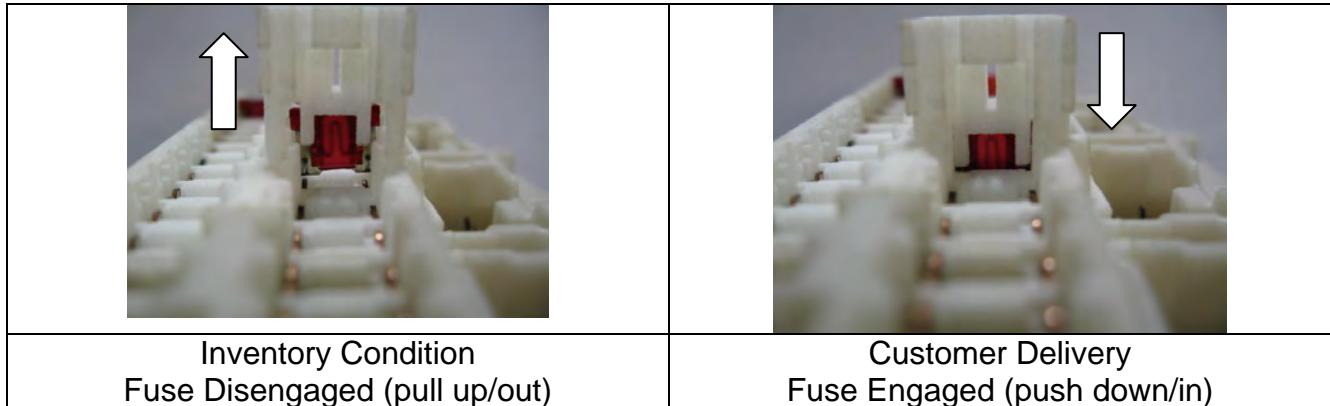 Inventory Condition
Fuse Disengaged (pull up/out)
Customer Delivery
Fuse Engaged (push down/in)